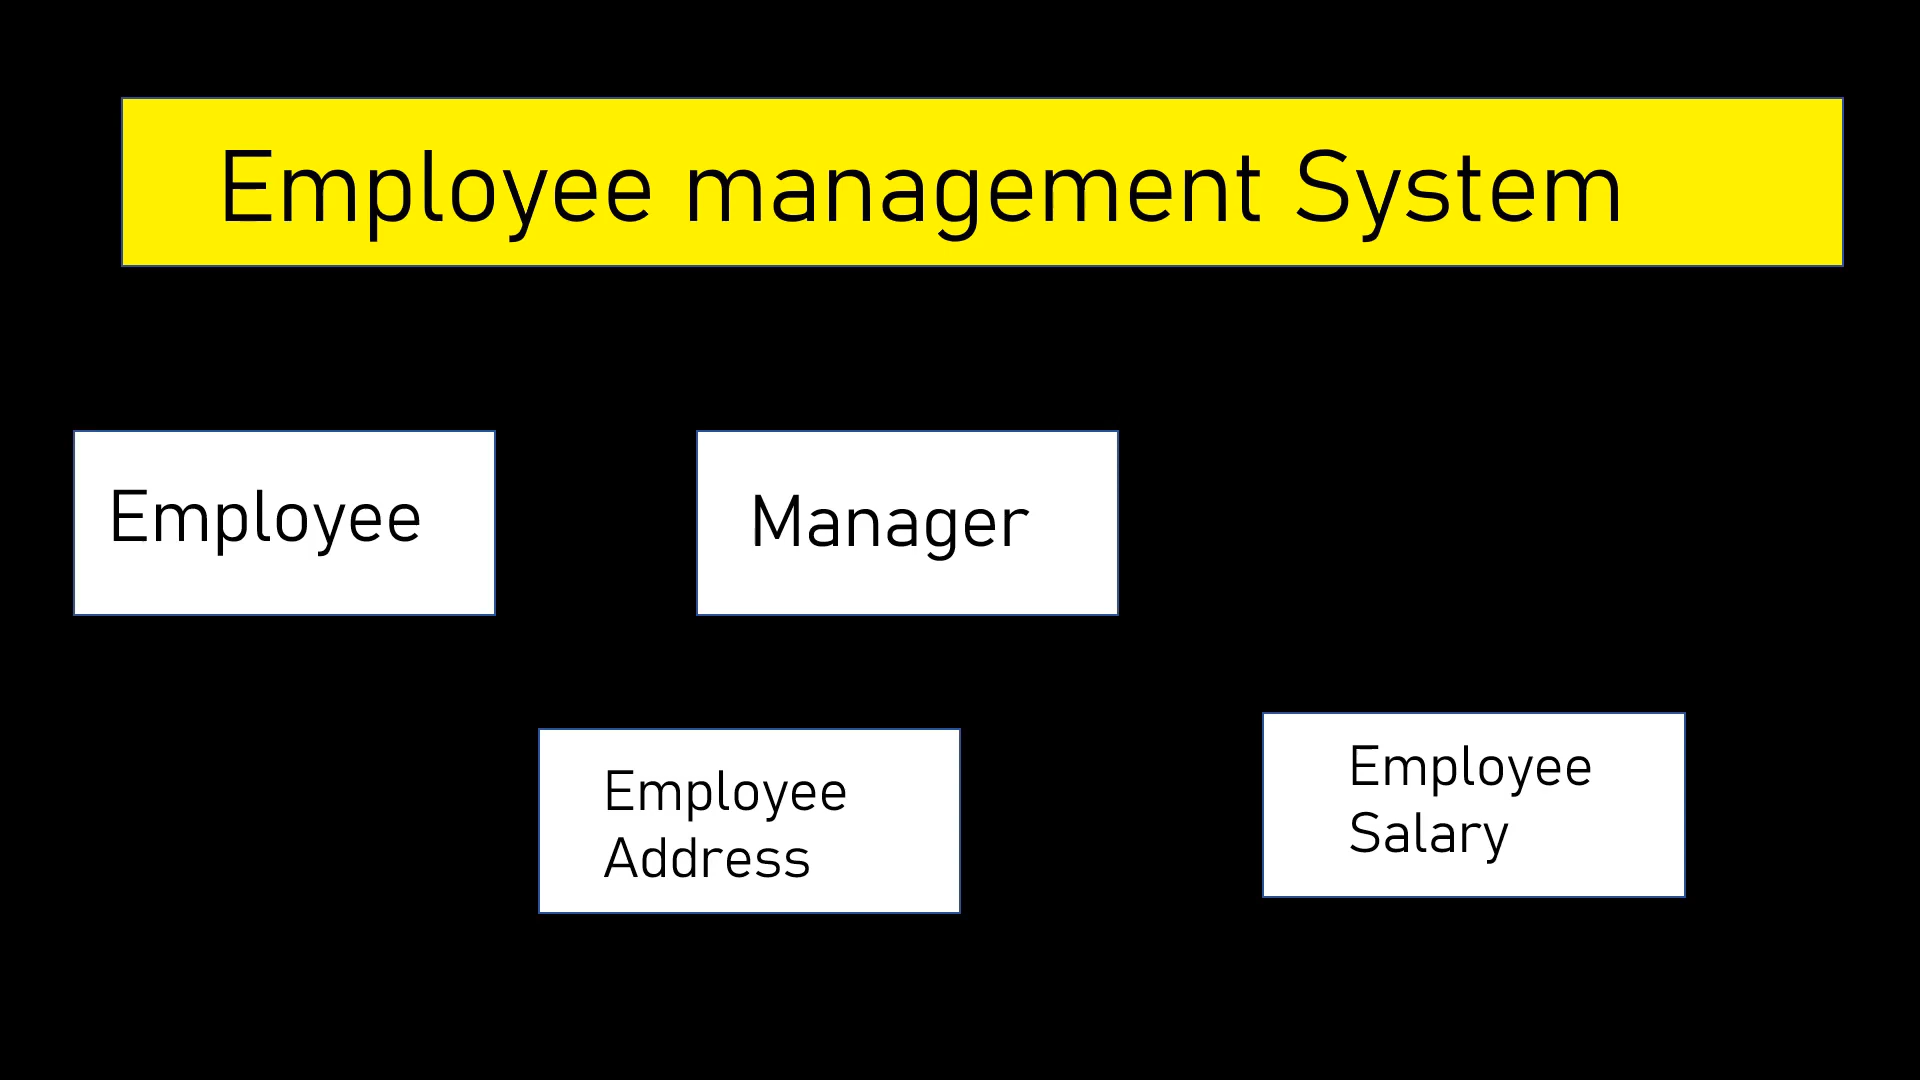 Employee management System
Employee
Manager
Employee
Address
Employee
Salary